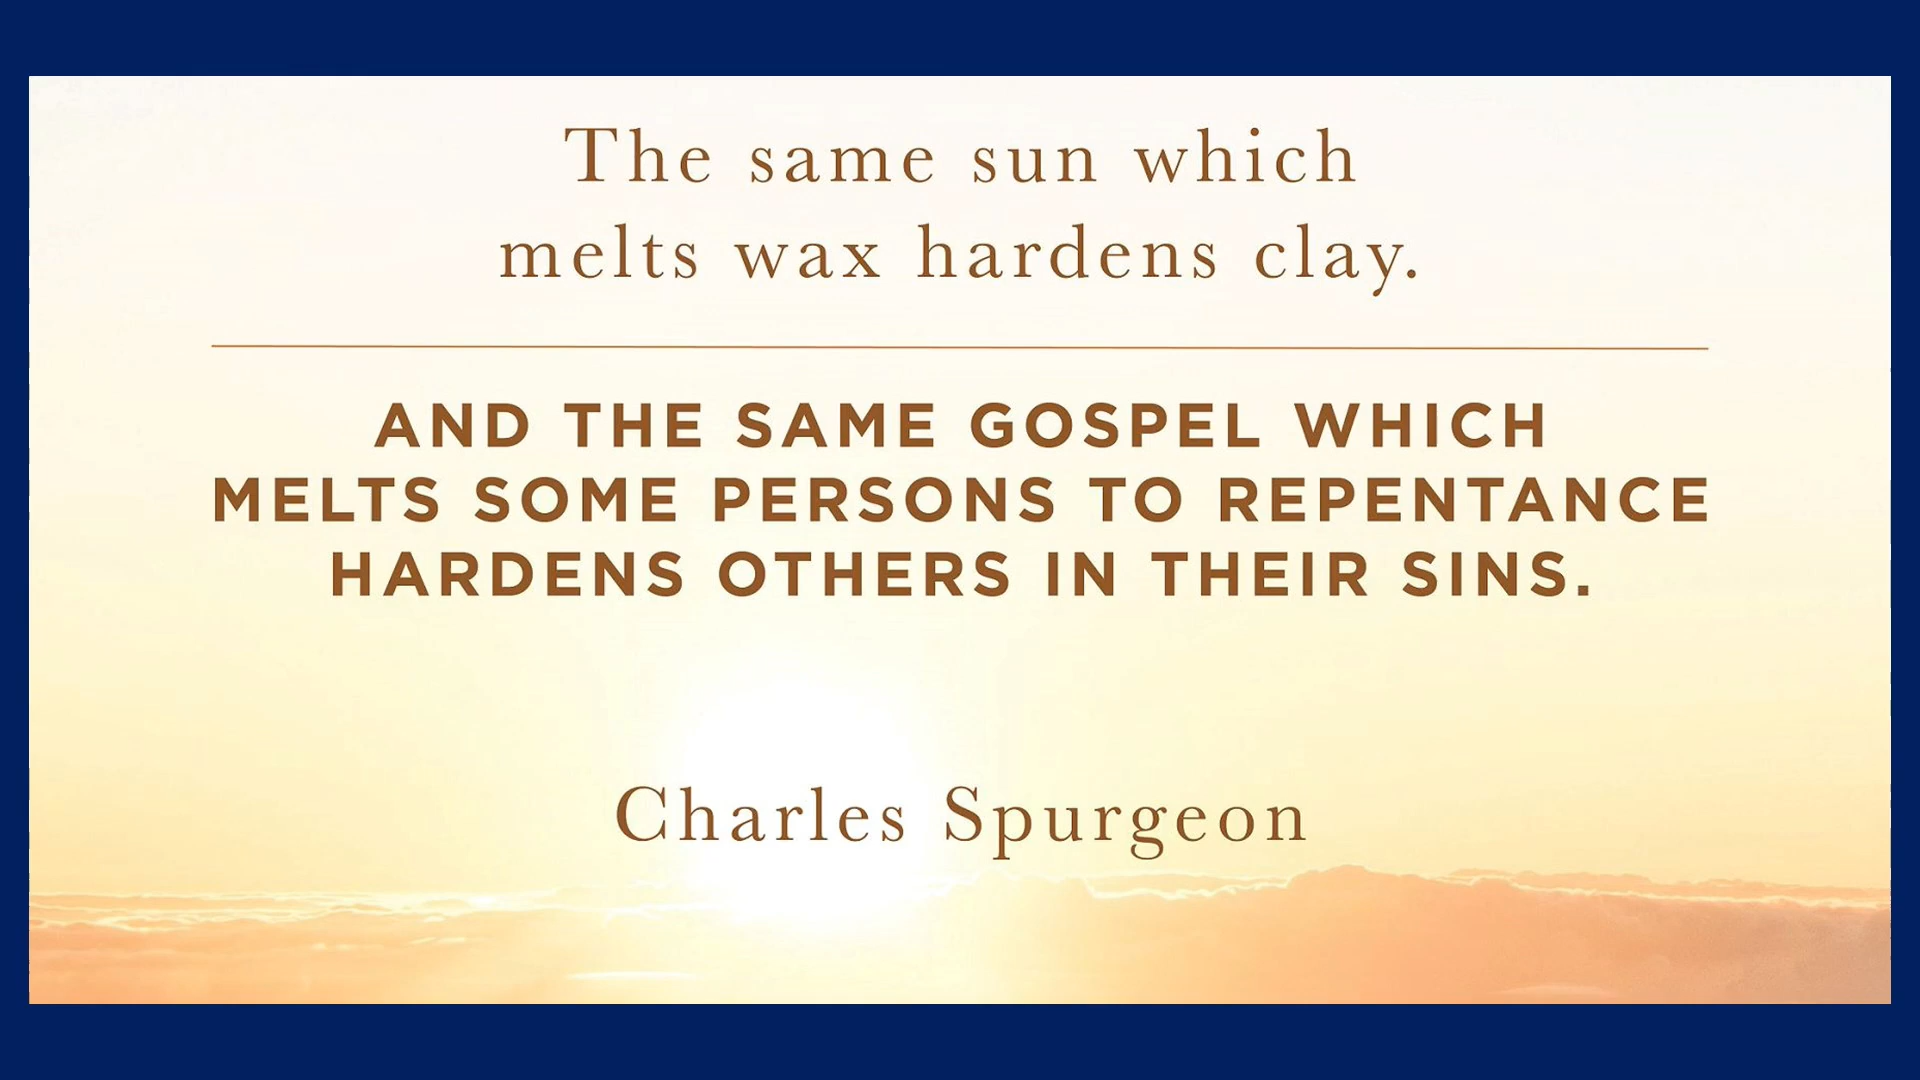 The same sun which
melts wax hardens clay.
AND THE SAME GOSPEL WHICH
MELTS SOME PERSONS TO REPENTANCE
HARDENS OTHERS IN THEIR SINS.
Charles Spurgeon